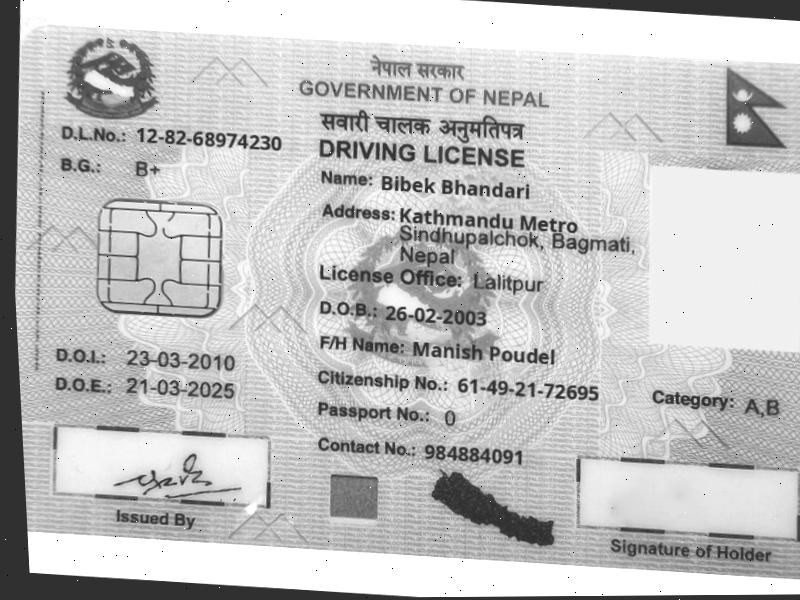 नेपाल सरकार
GOVERNMENT OF NEPAL
सवारी चालक अनुमतिपत्र
DRIVING LICENSE
D.L.No.: 12-82-68974230
B.G.: B+
Name: Bibek Bhandari
Address: Kathmandu Metro
Sindhupalchok, Bagmati,
Nepal
License Office: Lalitpur
D.O.B.: 26-02-2003
F/H Name: Manish Poudel
D.O.I.: 23-03-2010
D.O.E.: 21-03-2025
Citizenship No.: 61-49-21-72695
Category: A,B
Passport No.: 0
Contact No.: 984884091
Issued By
Signature of Holder